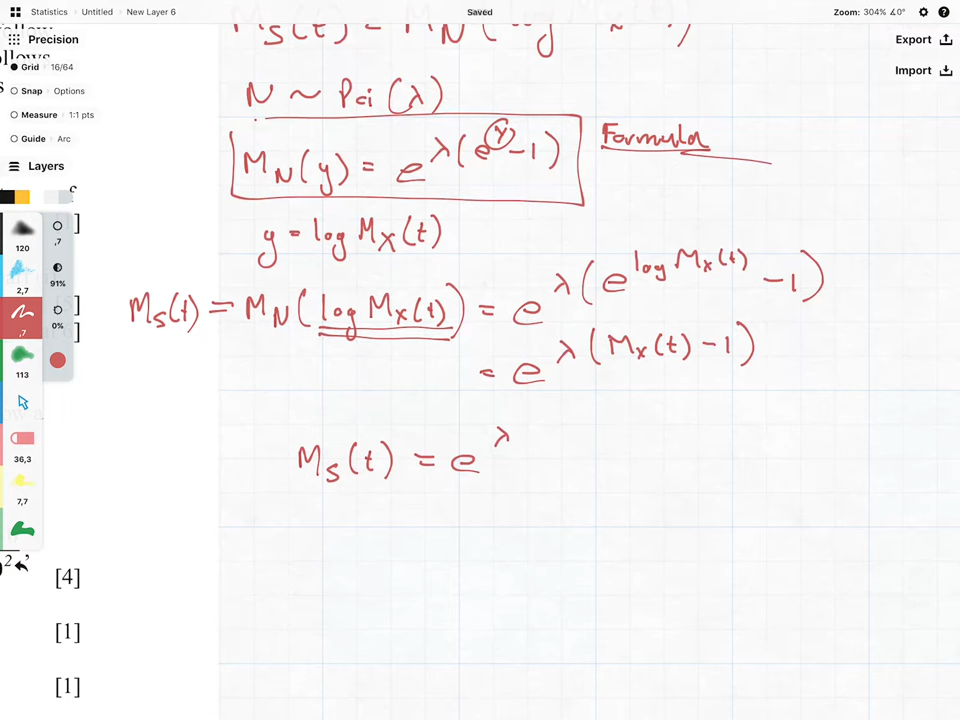 Statistics Untitled New Layer 6 Saved Zoom: 304% ∠0°
Precision Export
Grid 16/64 Import
Snap Options
Measure 1:1 pts
Guide Arc
Layers
120
2,7
,7
113
36,3
7,7
,7
91%
0%
[4]
[1]
[1]
N ~ Poi(λ)
M_N(y) = e^{λ(e^y - 1)} Formula
y = log M_X(t)
M_S(t) = M_N(log M_X(t)) = e^{λ(e^{log M_X(t)} - 1)}
= e^{λ(M_X(t) - 1)}
M_S(t) = e^λ